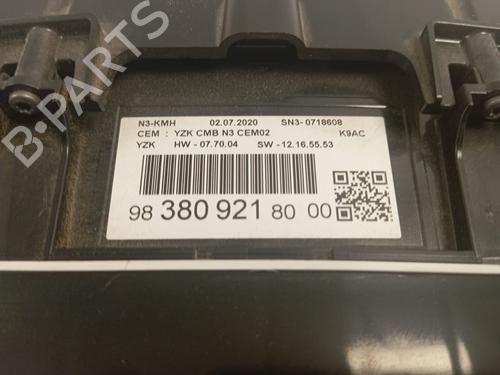 B-PARTS
N3-KMH 02.07.2020 SN3- 0718608
CEM : YZK CMB N3 CEM02 K9AC
YZK HW - 07.70.04 SW - 12.16.55.53
98 380 921 80 00